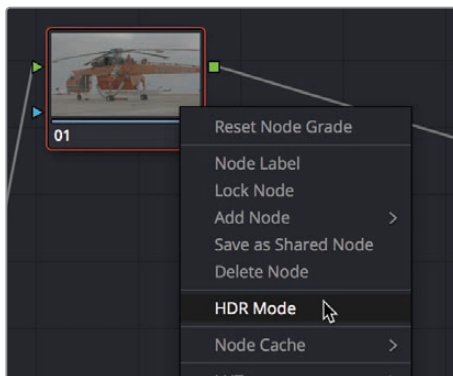 01
Reset Node Grade
Node Label
Lock Node
Add Node >
Save as Shared Node
Delete Node
HDR Mode
Node Cache >